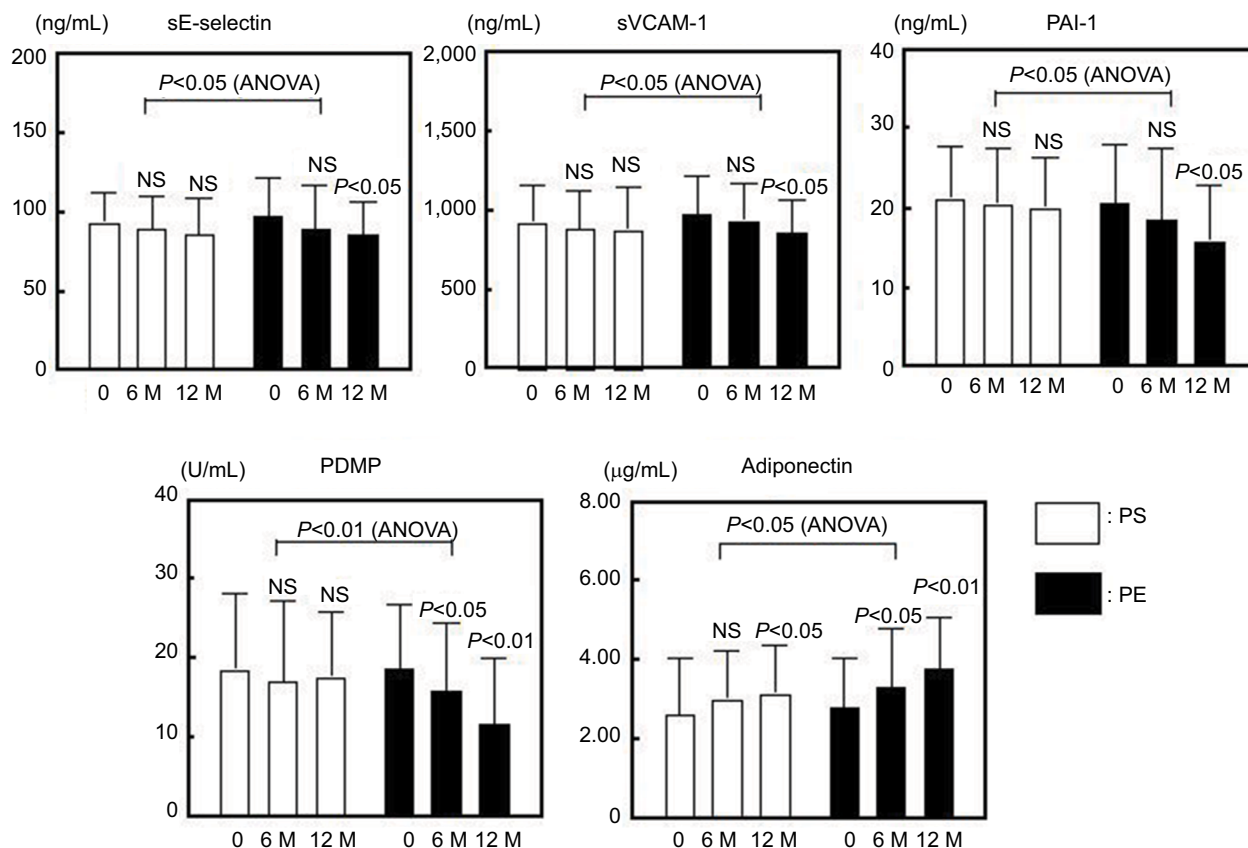 (ng/mL) sE-selectin
200
150
100
50
0
P<0.05 (ANOVA)
NS NS NS P<0.05
0 6 M 12 M 0 6 M 12 M
(ng/mL) sVCAM-1
2,000
1,500
1,000
500
0
P<0.05 (ANOVA)
NS NS NS P<0.05
0 6 M 12 M 0 6 M 12 M
(ng/mL) PAI-1
40
30
20
10
0
P<0.05 (ANOVA)
NS NS NS P<0.05
0 6 M 12 M 0 6 M 12 M
(U/mL) PDMP
40
30
20
10
0
P<0.01 (ANOVA)
NS NS P<0.05 P<0.01
0 6 M 12 M 0 6 M 12 M
(µg/mL) Adiponectin
8.00
6.00
4.00
2.00
0
P<0.05 (ANOVA)
NS P<0.05 P<0.05 P<0.01
0 6 M 12 M 0 6 M 12 M
: PS
: PE